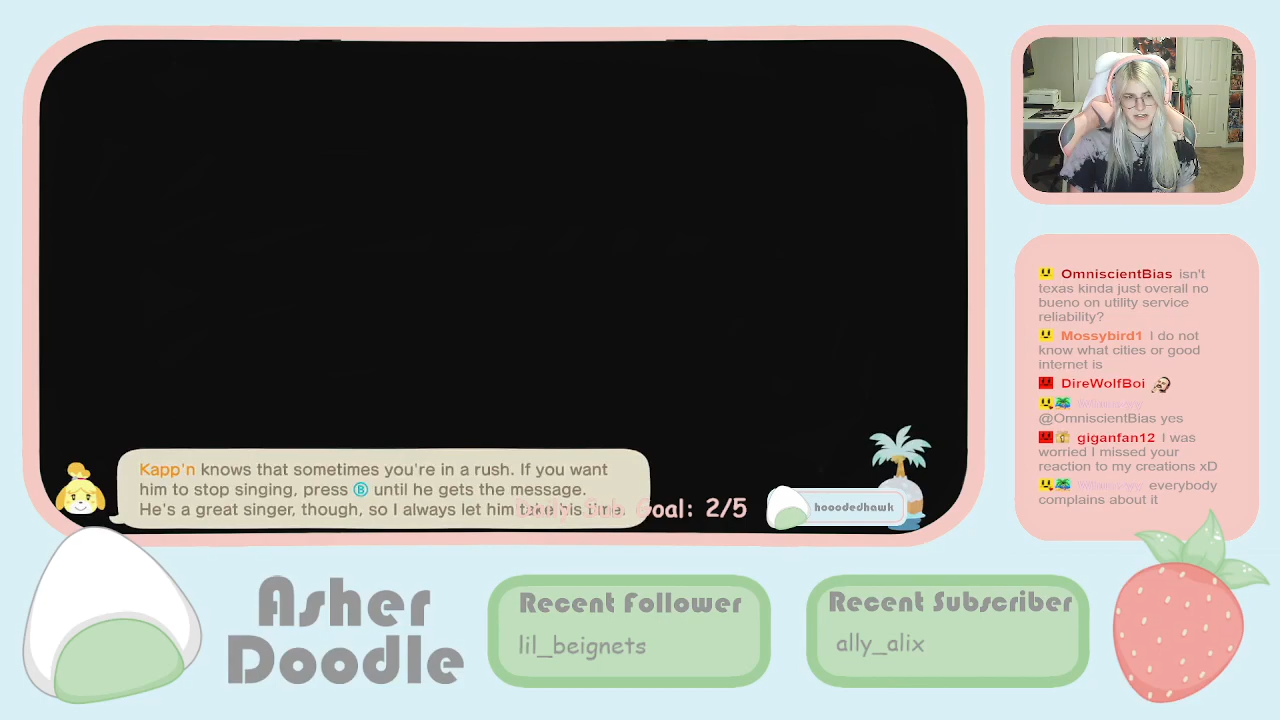 Kapp'n knows that sometimes you're in a rush. If you want
him to stop singing, press B until he gets the message.
He's a great singer, though, so I always let him take his time.
Goal: 2/5
hooodedhawk
OmniscientBias isn't
texas kinda just overall no
bueno on utility service
reliability?
Mossybird1 I do not
know what cities or good
internet is
DireWolfBoi
@OmniscientBias yes
giganfan12 I was
worried I missed your
reaction to my creations xD
everybody
complains about it
Asher
Doodle
Recent Follower
lil_beignets
Recent Subscriber
ally_alix